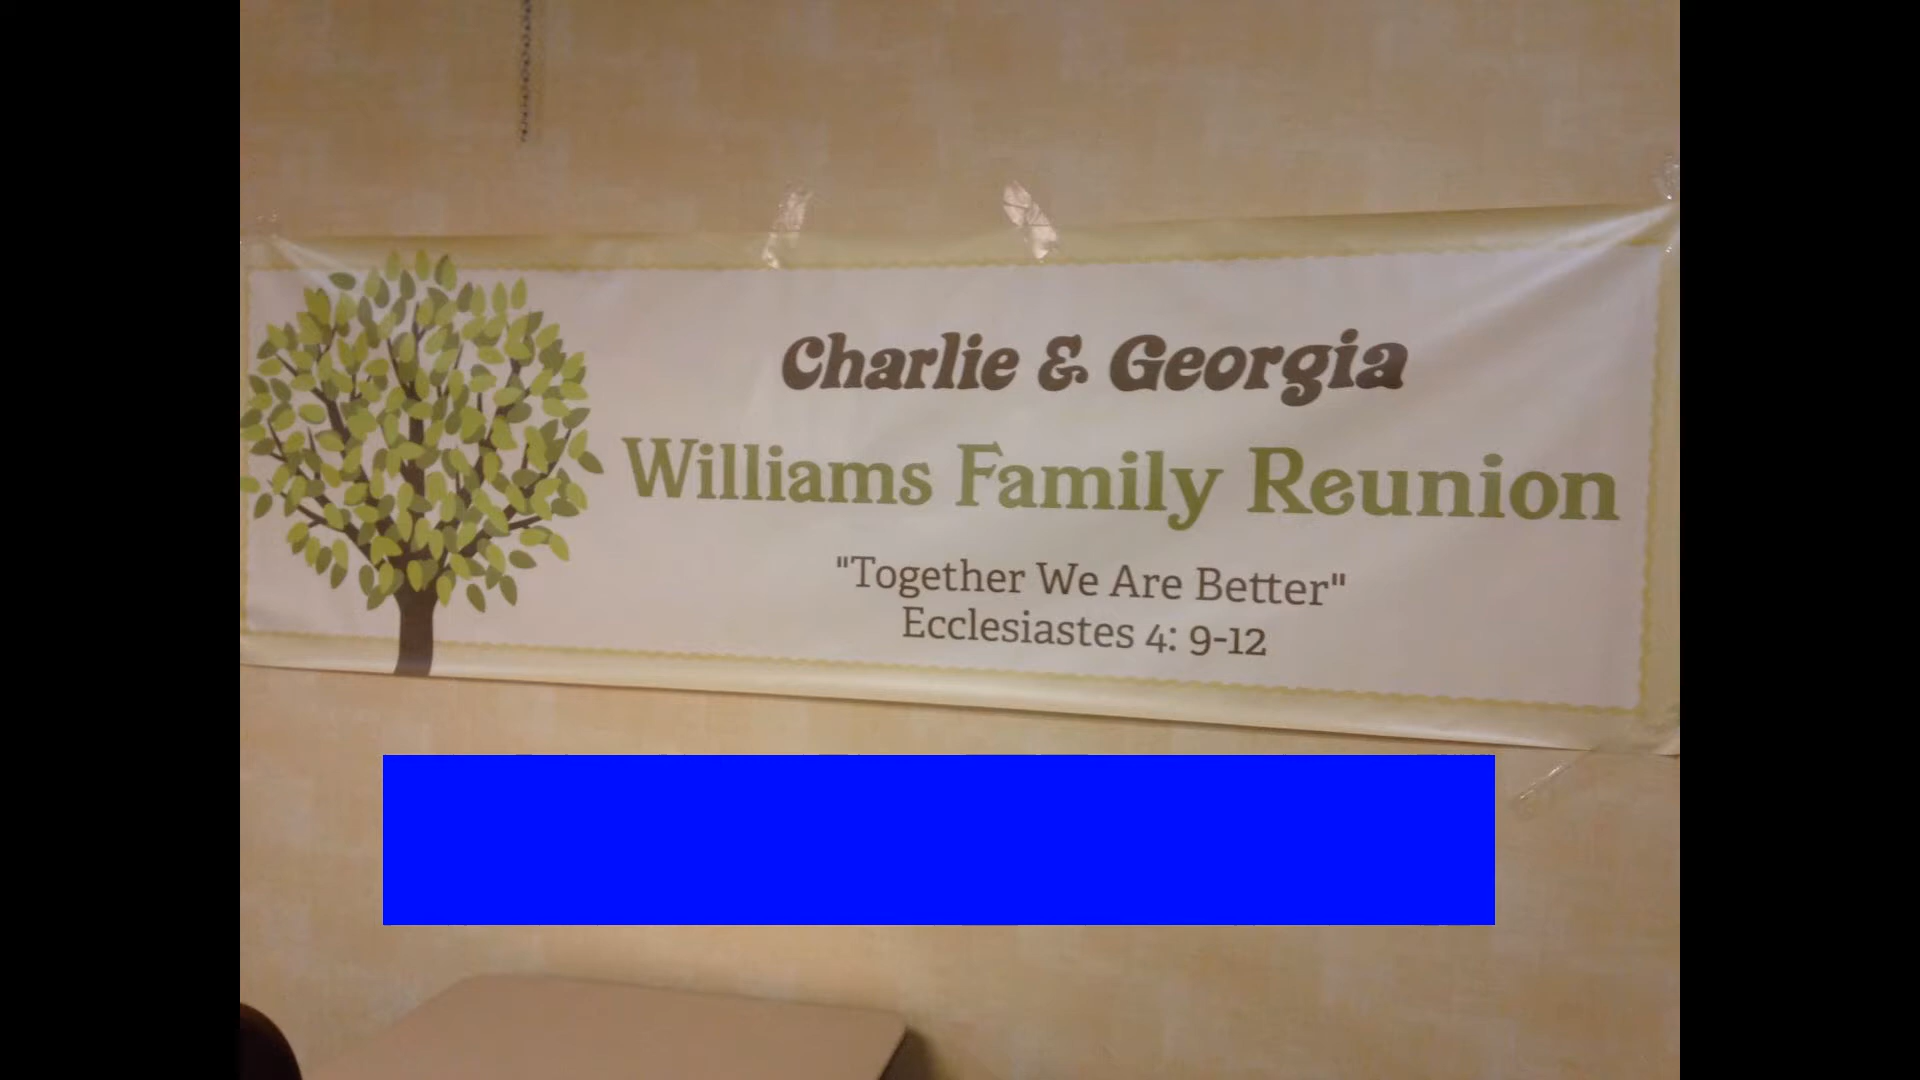 Charlie & Georgia
Williams Family Reunion
"Together We Are Better"
Ecclesiastes 4: 9-12